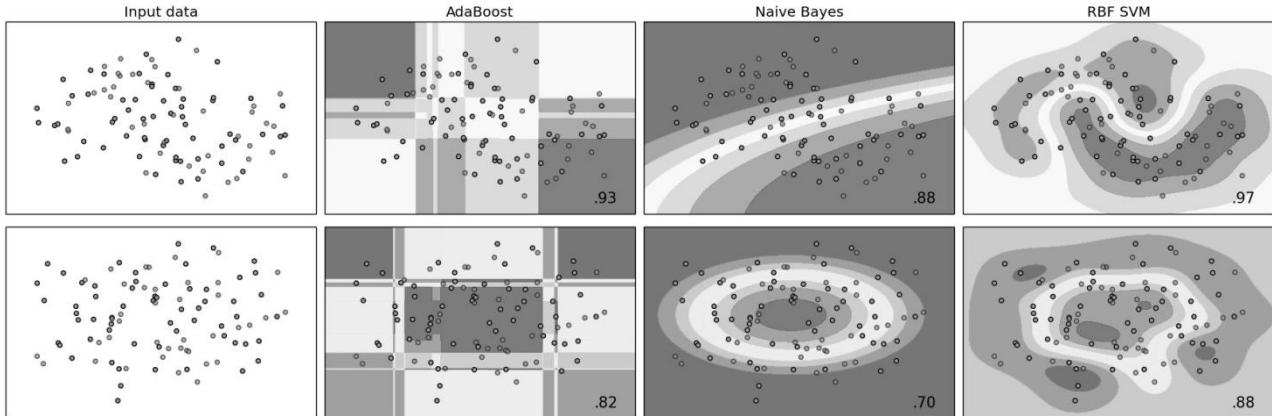 Input data
AdaBoost
Naive Bayes
RBF SVM
.93
.88
.97
.82
.70
.88